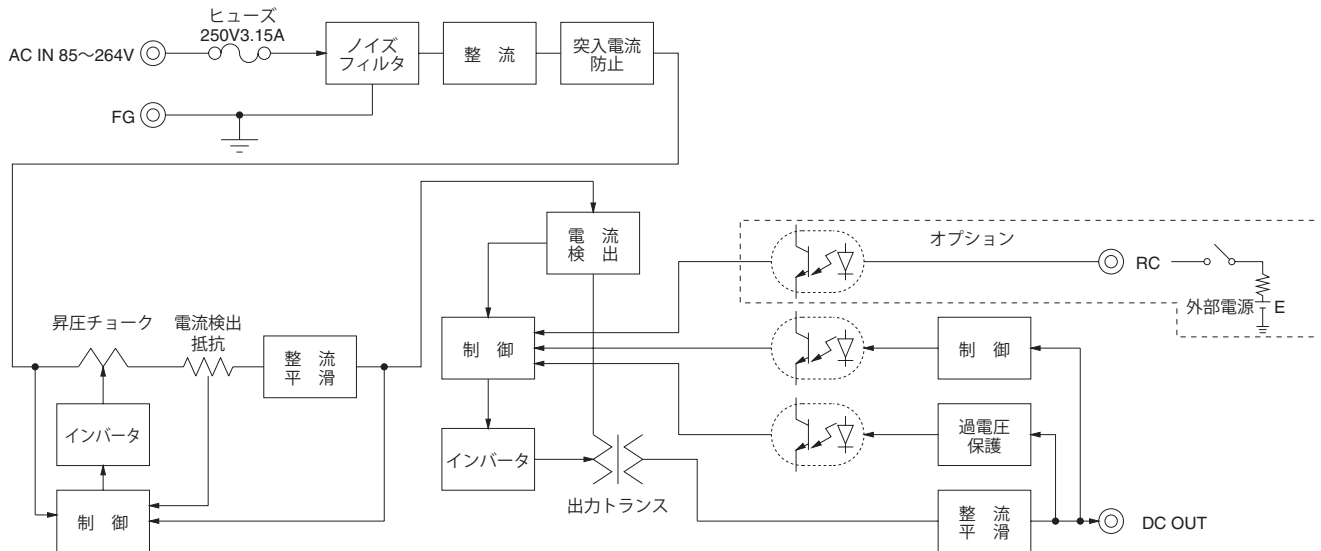 ヒューズ
250V3.15A
AC IN 85～264V
ノイズ
フィルタ
整 流
突入電流
防止
FG
電 流
検 出
オプション
RC
外部電源
E
昇圧チョーク
電流検出
抵抗
整 流
平 滑
制 御
制 御
インバータ
インバータ
過電圧
保護
出力トランス
制 御
整 流
平 滑
DC OUT